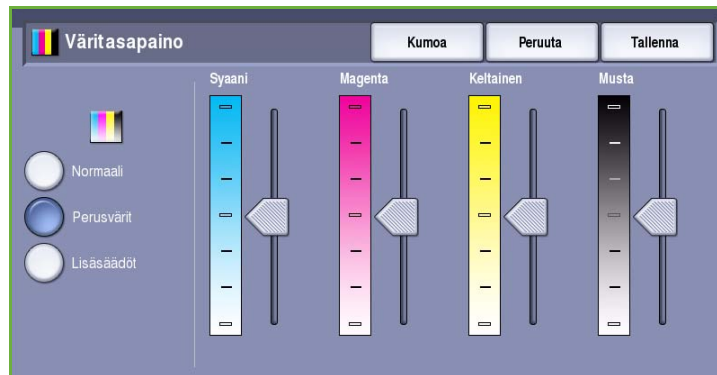 Väritasapaino
Kumoa
Peruuta
Tallenna
Syaani
Magenta
Keltainen
Musta
Normaali
Perusvärit
Lisäsäädöt